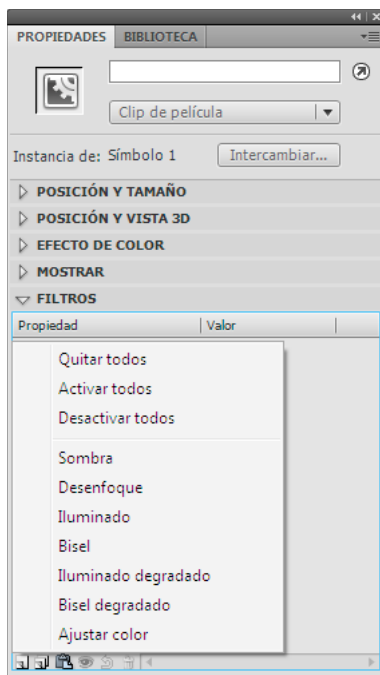 PROPIEDADES BIBLIOTECA
Clip de película
Instancia de: Símbolo 1 Intercambiar...
POSICIÓN Y TAMAÑO
POSICIÓN Y VISTA 3D
EFECTO DE COLOR
MOSTRAR
FILTROS
Propiedad Valor
Quitar todos
Activar todos
Desactivar todos
Sombra
Desenfoque
Iluminado
Bisel
Iluminado degradado
Bisel degradado
Ajustar color